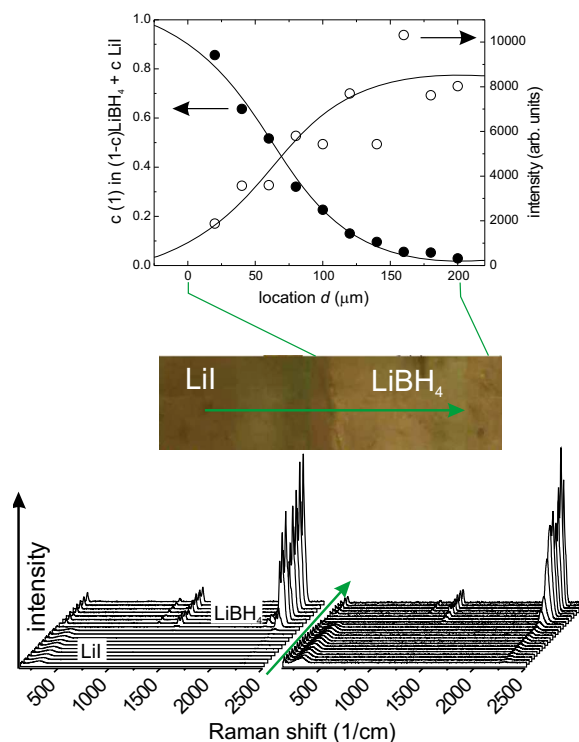 c (1) in (1-c)LiBH4 + c LiI
1.0
0.8
0.6
0.4
0.2
0.0
10000
8000
6000
4000
2000
0
intensity (arb. units)
0 50 100 150 200
location d (μm)
LiI LiBH4
intensity
LiBH4
LiI
500 1000 1500 2000 2500 500 1000 1500 2000 2500
Raman shift (1/cm)